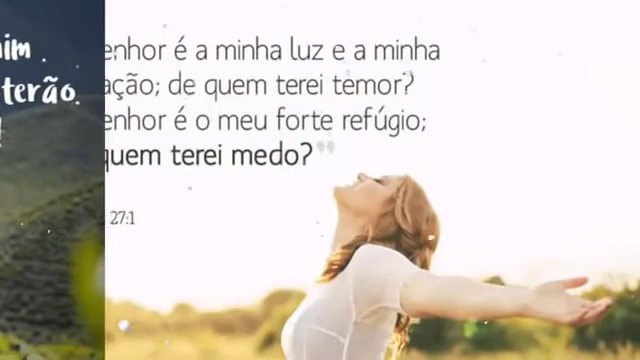 im
terão
!
enhor é a minha luz e a minha
ação; de quem terei temor?
enhor é o meu forte refúgio;
quem terei medo?”
27:1